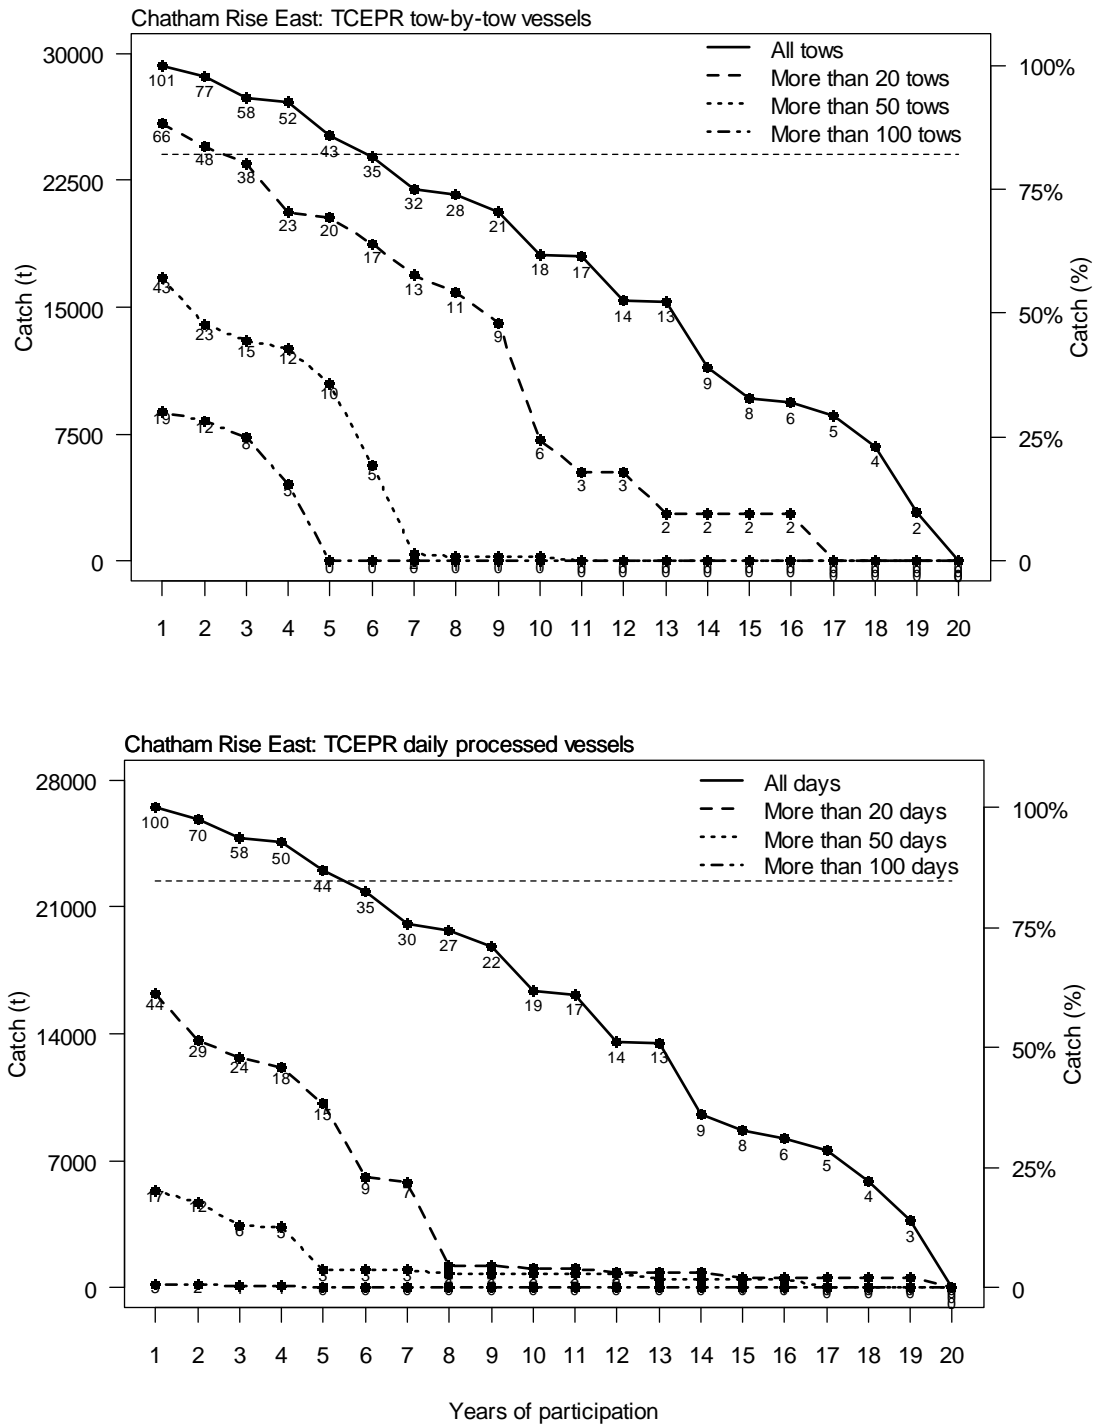 Chatham Rise East: TCEPR tow-by-tow vessels
All tows
More than 20 tows
More than 50 tows
More than 100 tows
30000
22500
15000
7500
0
Catch (t)
100%
75%
50%
25%
0
Catch (%)
101 77 58 52 43 35 32 28 21 18 17 14 13 9 8 6 5 4 2
66 48 38 23 20 17 13 11 9 6 3 3 2 2 2 2
43 23 15 12 10 5
19 12 8 5 0 0
1 2 3 4 5 6 7 8 9 10 11 12 13 14 15 16 17 18 19 20
Chatham Rise East: TCEPR daily processed vessels
All days
More than 20 days
More than 50 days
More than 100 days
28000
21000
14000
7000
0
Catch (t)
100%
75%
50%
25%
0
Catch (%)
100 70 58 50 44 35 30 27 22 19 17 14 13 9 8 6 5 4 3
44 29 24 18 15 9 7
17 12 6 5 3 3 3
1 2 3 4 5 6 7 8 9 10 11 12 13 14 15 16 17 18 19 20
Years of participation